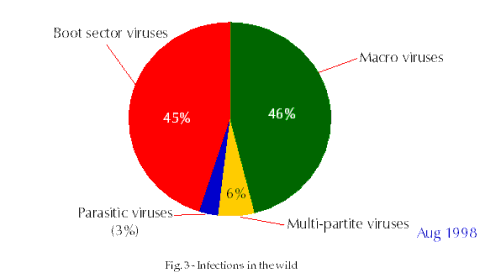 Boot sector viruses
Macro viruses
45%
46%
6%
Parasitic viruses
(3%)
Multi-partite viruses
Aug 1998
Fig. 3 - Infections in the wild